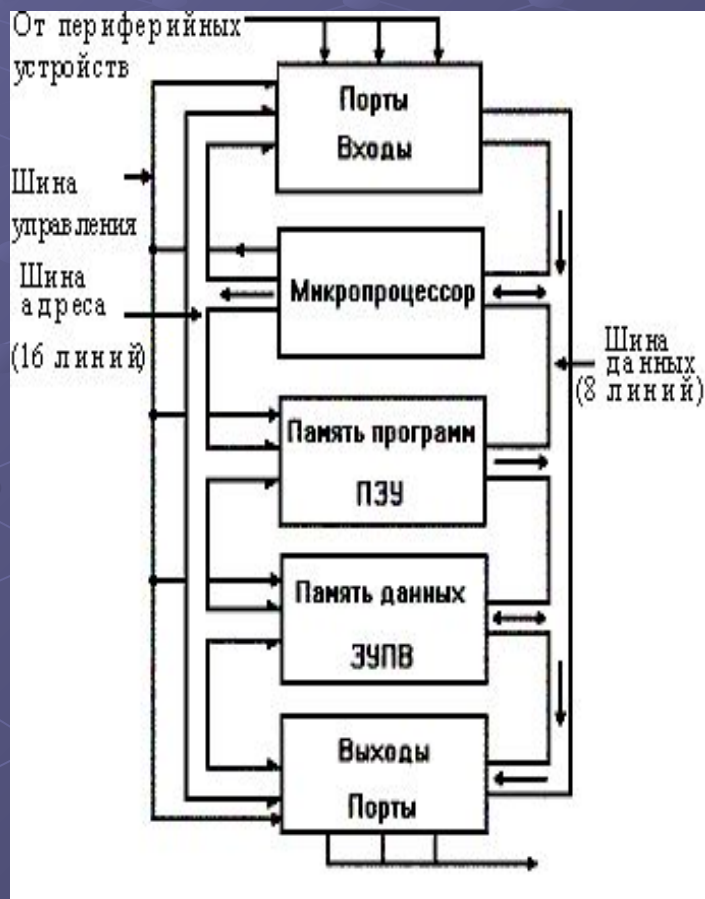 От периферийных
устройств
Порты
Входы
Шина
управления
Шина
адреса
(16 линий)
Микропроцессор
Шина
данных
(8 линий)
Память программ
ПЗУ
Память данных
ЗУПВ
Выходы
Порты